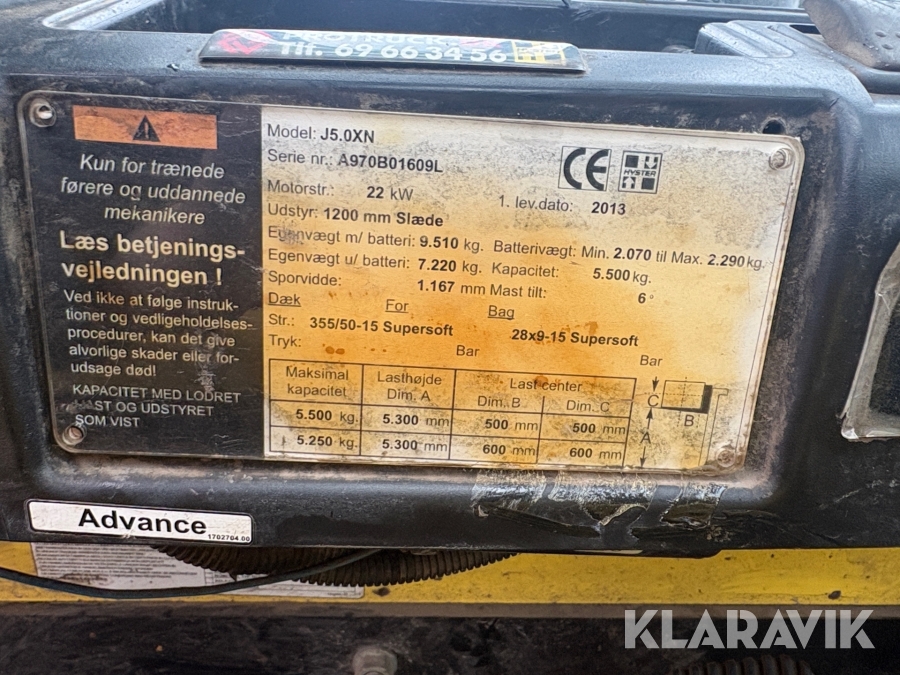 Tlf. 69 66 34 56
Kun for trænede
førere og uddannede
mekanikere
Læs betjenings-
vejledningen !
Ved ikke at følge instruk-
tioner og vedligeholdelses-
procedurer, kan det give
alvorlige skader eller for-
udsage død!
KAPACITET MED LODRET
MAST OG UDSTYRET
SOM VIST
Model: J5.0XN
Serie nr.: A970B01609L
Motorstr.: 22 kW
CE HYSTER
1. lev.dato: 2013
Udstyr: 1200 mm Slæde
Egenvægt m/ batteri: 9.510 kg. Batterivægt: Min. 2.070 til Max. 2.290 kg.
Egenvægt u/ batteri: 7.220 kg. Kapacitet: 5.500 kg.
Sporvidde: 1.167 mm Mast tilt: 6 °
Dæk For Bag
Str.: 355/50-15 Supersoft 28x9-15 Supersoft
Tryk: Bar Bar
Maksimal kapacitet Lasthøjde Dim. A Last center Dim. B Dim. C
5.500 kg. 5.300 mm 500 mm 500 mm
5.250 kg. 5.300 mm 600 mm 600 mm
C
B
A
Advance
1702704.00
KLARAVIK